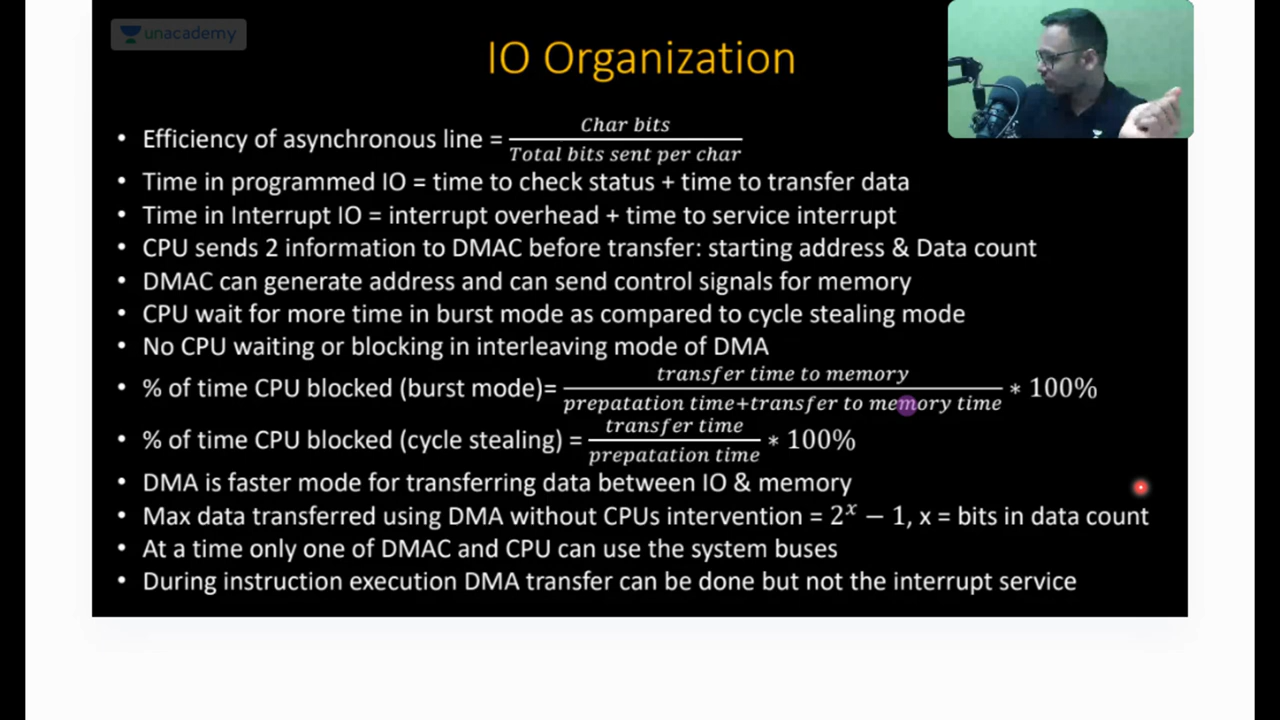 unacademy
IO Organization
• Efficiency of asynchronous line = Char bits / Total bits sent per char
• Time in programmed IO = time to check status + time to transfer data
• Time in Interrupt IO = interrupt overhead + time to service interrupt
• CPU sends 2 information to DMAC before transfer: starting address & Data count
• DMAC can generate address and can send control signals for memory
• CPU wait for more time in burst mode as compared to cycle stealing mode
• No CPU waiting or blocking in interleaving mode of DMA
• % of time CPU blocked (burst mode)= transfer time to memory / prepatation time+transfer to memory time * 100%
• % of time CPU blocked (cycle stealing) = transfer time / prepatation time * 100%
• DMA is faster mode for transferring data between IO & memory
• Max data transferred using DMA without CPUs intervention = 2^x − 1, x = bits in data count
• At a time only one of DMAC and CPU can use the system buses
• During instruction execution DMA transfer can be done but not the interrupt service